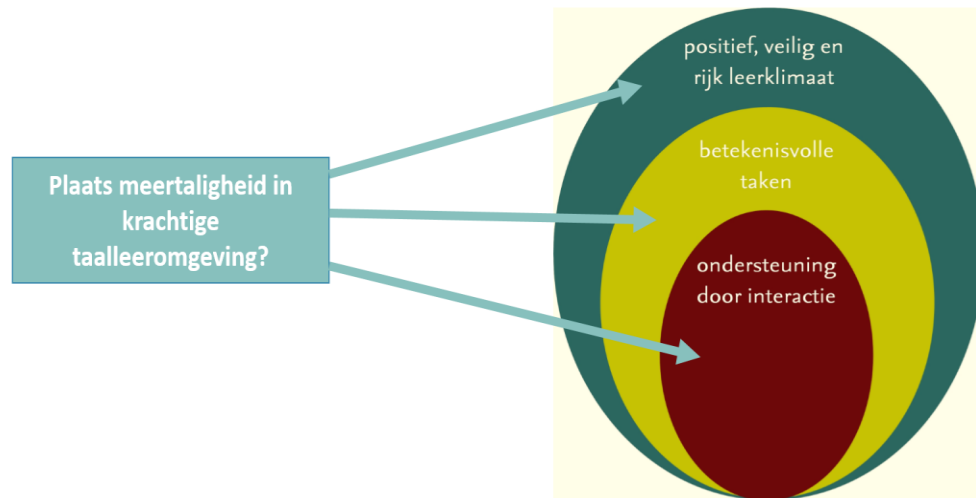 Plaats meertaligheid in
krachtige
taalleeromgeving?
positief, veilig en
rijk leerklimaat
betekenisvolle
taken
ondersteuning
door interactie